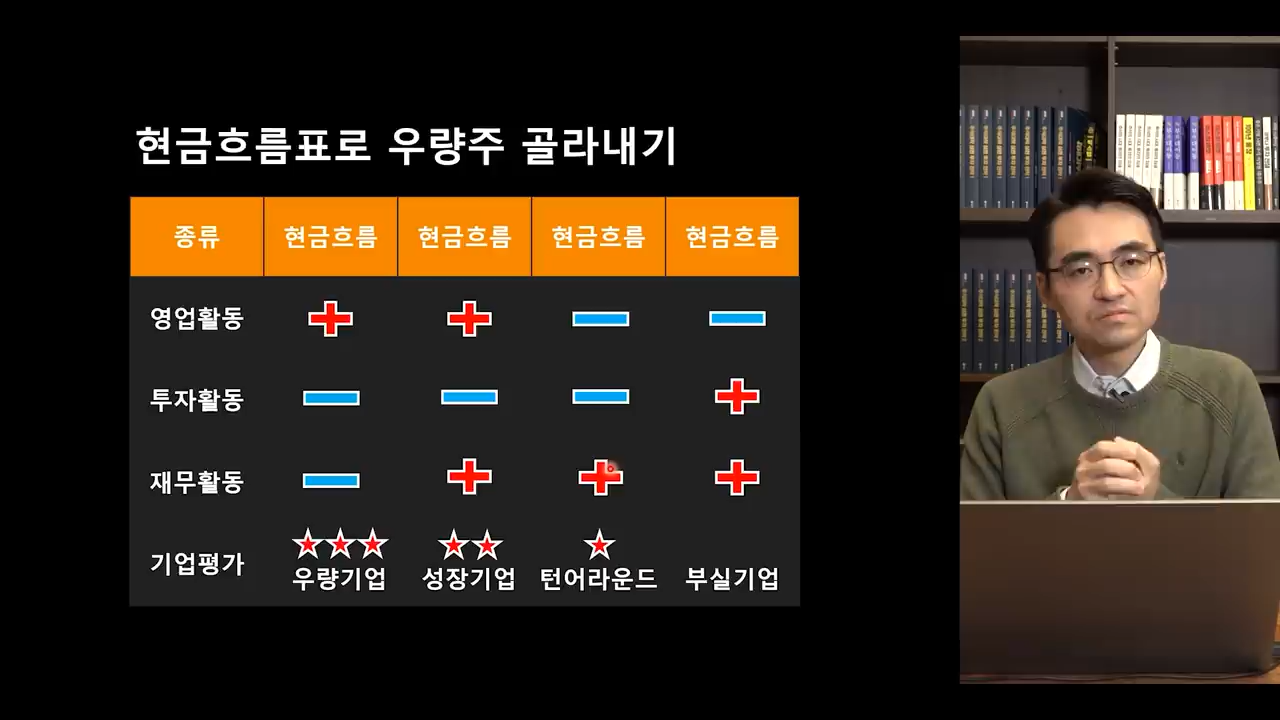 현금흐름표로 우량주 골라내기
종류 현금흐름 현금흐름 현금흐름 현금흐름
영업활동
투자활동
재무활동
기업평가
우량기업 성장기업 턴어라운드 부실기업